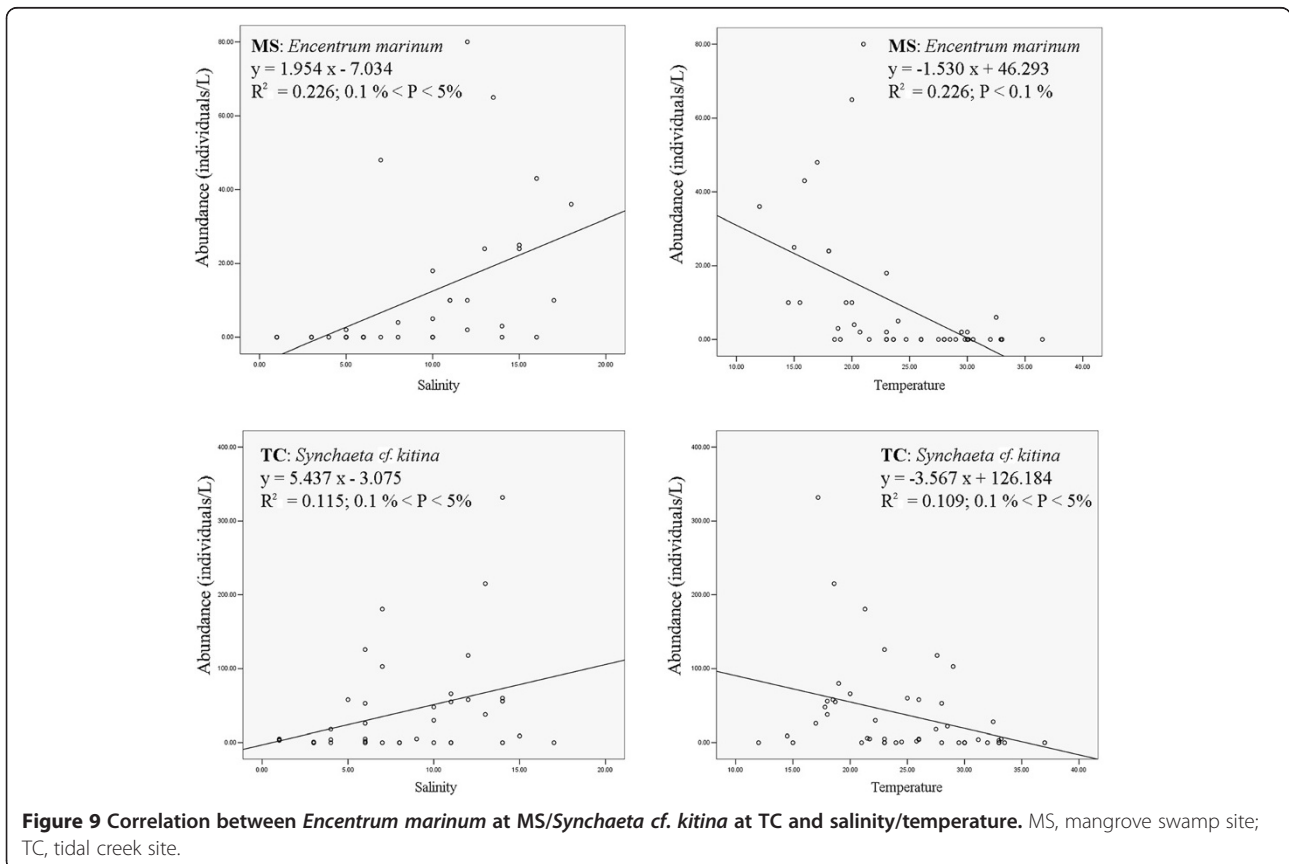 MS: Encentrum marinum
y = 1.954 x - 7.034
R² = 0.226; 0.1 % < P < 5%
Abundance (individuals/L)
80.00
60.00
40.00
20.00
0.00
0.00 5.00 10.00 15.00 20.00
Salinity
MS: Encentrum marinum
y = -1.530 x + 46.293
R² = 0.226; P < 0.1 %
Abundance (individuals/L)
80.00
60.00
40.00
20.00
0.00
10.00 15.00 20.00 25.00 30.00 35.00 40.00
Temperature
TC: Synchaeta cf. kitina
y = 5.437 x - 3.075
R² = 0.115; 0.1 % < P < 5%
Abundance (individuals/L)
400.00
300.00
200.00
100.00
0.00
0.00 5.00 10.00 15.00 20.00
Salinity
TC: Synchaeta cf. kitina
y = -3.567 x + 126.184
R² = 0.109; 0.1 % < P < 5%
Abundance (individuals/L)
400.00
300.00
200.00
100.00
0.00
10.00 15.00 20.00 25.00 30.00 35.00 40.00
Temperature
Figure 9 Correlation between Encentrum marinum at MS/Synchaeta cf. kitina at TC and salinity/temperature. MS, mangrove swamp site;
TC, tidal creek site.